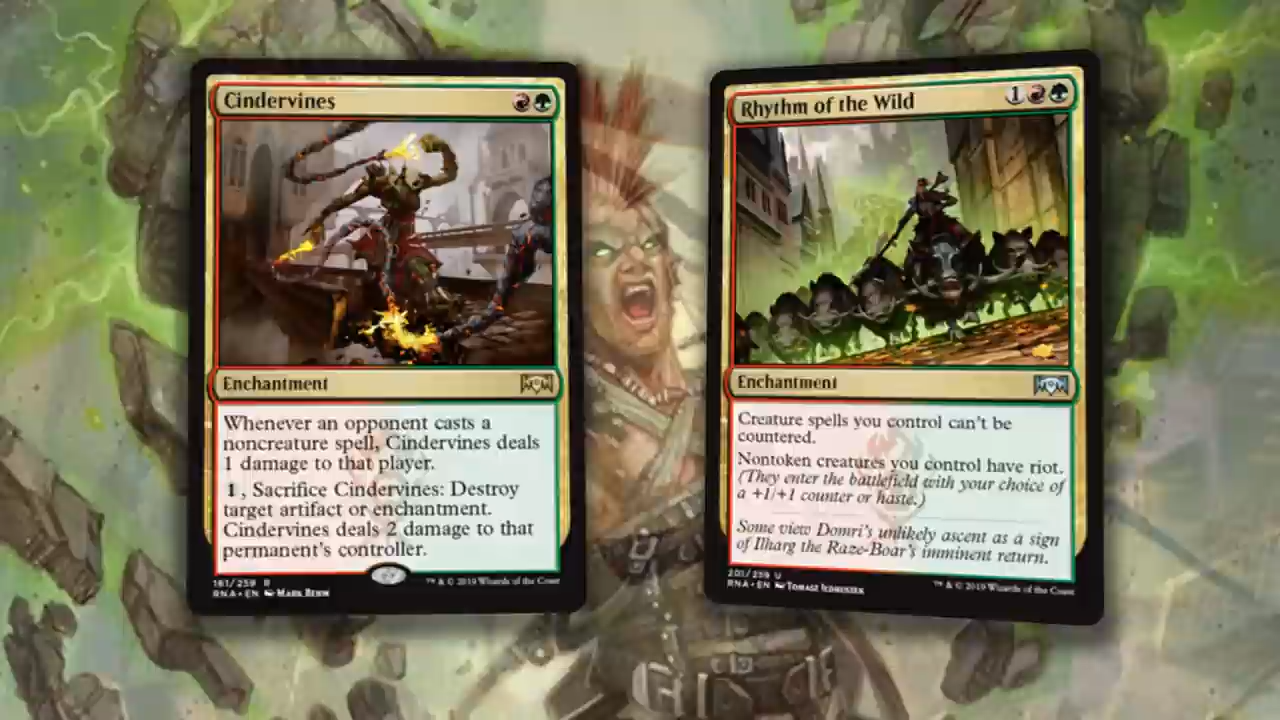 Cindervines
Enchantment
Whenever an opponent casts a
noncreature spell, Cindervines deals
1 damage to that player.
1, Sacrifice Cindervines: Destroy
target artifact or enchantment.
Cindervines deals 2 damage to that
permanent's controller.
161/259 R
RNA • EN Mark Behm
™ & © 2019 Wizards of the Coast
Rhythm of the Wild
1
Enchantment
Creature spells you control can't be
countered.
Nontoken creatures you control have riot.
(They enter the battlefield with your choice of
a +1/+1 counter or haste.)
Some view Domri's unlikely ascent as a sign
of Ilharg the Raze-Boar's imminent return.
201/259 U
RNA • EN Tomasz
™ & © 2019 Wizards of the Coast